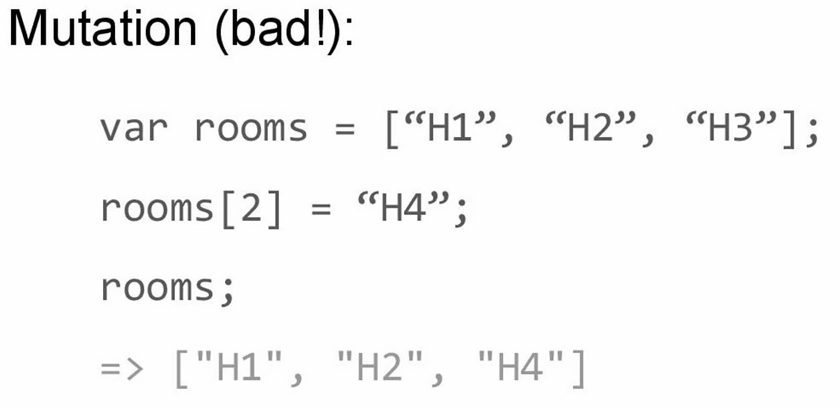 Mutation (bad!):
var rooms = [“H1”, “H2”, “H3”];
rooms[2] = “H4”;
rooms;
=> ["H1", "H2", "H4"]